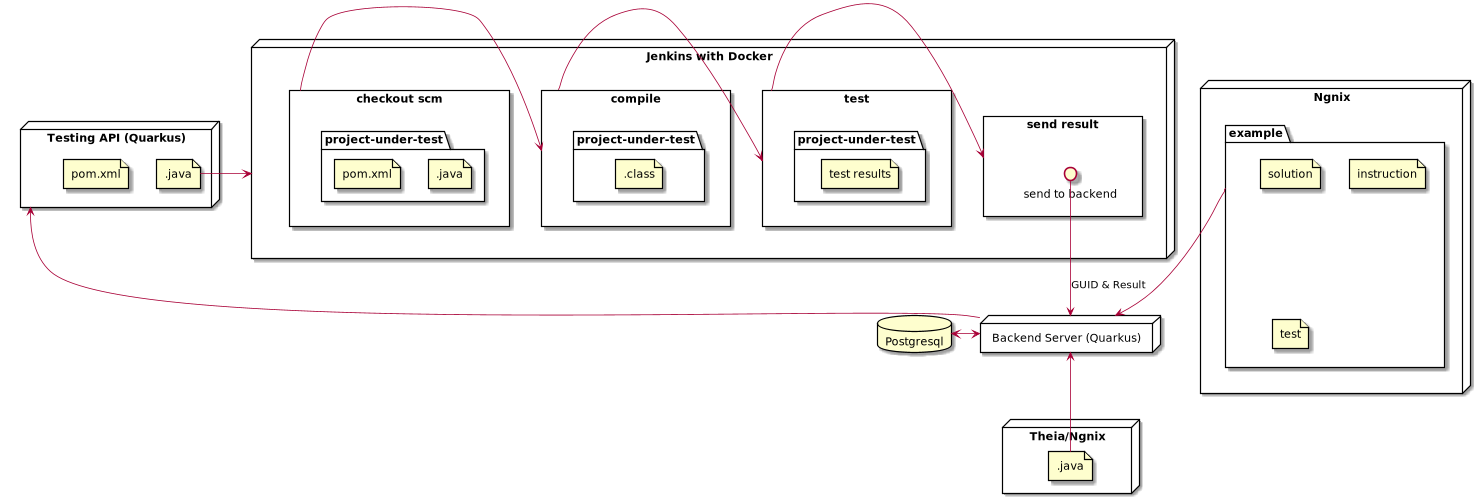 Jenkins with Docker
Testing API (Quarkus)
pom.xml
.java
checkout scm
project-under-test
pom.xml
.java
compile
project-under-test
.class
test
project-under-test
test results
send result
send to backend
Ngnix
example
solution
instruction
test
GUID & Result
Postgresql
Backend Server (Quarkus)
Theia/Ngnix
.java